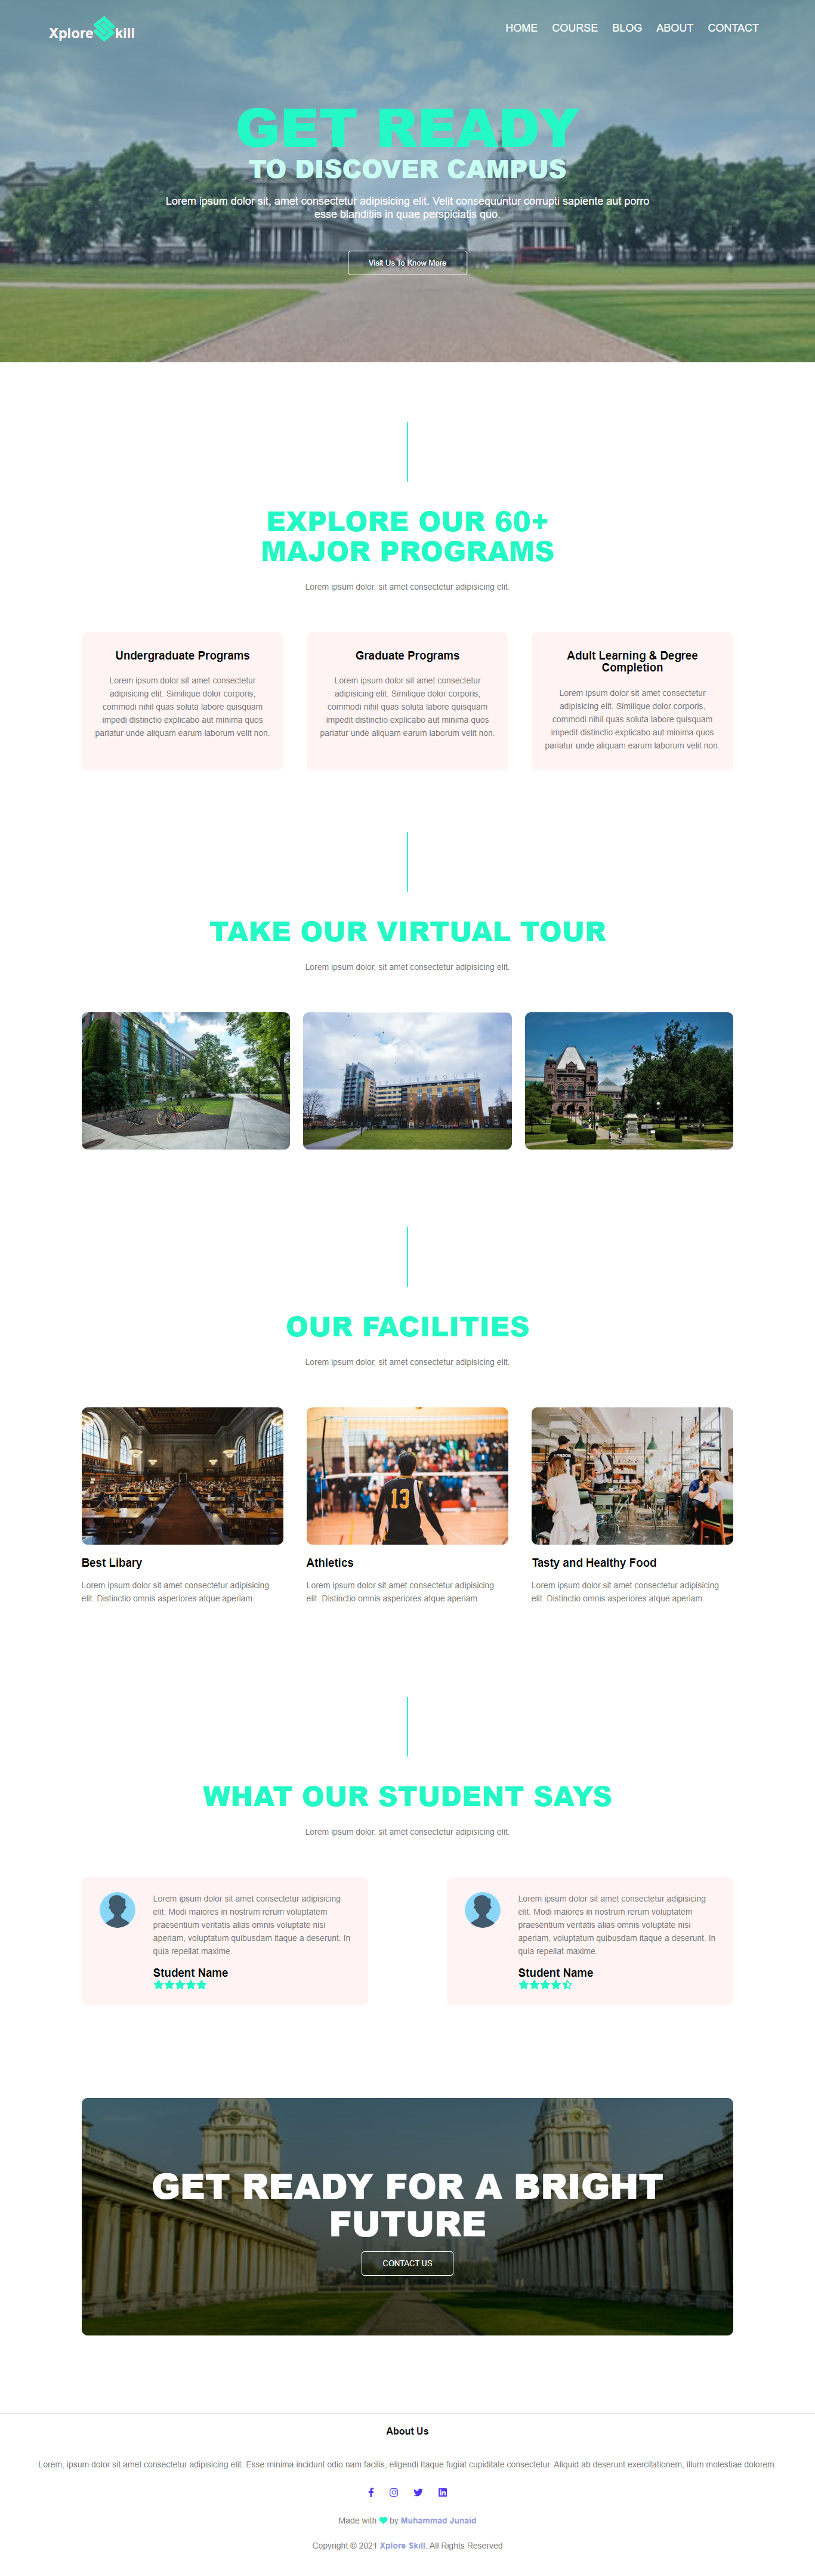 Xplore kill
HOME COURSE BLOG ABOUT CONTACT
GET READY
TO DISCOVER CAMPUS
Lorem ipsum dolor sit, amet consectetur adipisicing elit. Velit consequuntur corrupti sapiente aut porro
esse blanditiis in quae perspiciatis quo.
Visit Us To Know More
EXPLORE OUR 60+
MAJOR PROGRAMS
Lorem ipsum dolor, sit amet consectetur adipisicing elit.
Undergraduate Programs
Lorem ipsum dolor sit amet consectetur
adipisicing elit. Similique dolor corporis,
commodi nihil quas soluta labore quisquam
impedi distinctio explicabo aut minima quos
pariatur unde aliquam earum laborum velit non.
Graduate Programs
Lorem ipsum dolor sit amet consectetur
adipisicing elit. Similique dolor corporis,
commodi nihil quas soluta labore quisquam
impedit distinctio explicabo aut minima quos
pariatur unde aliquam earum laborum velit non.
Adult Learning & Degree
Completion
Lorem ipsum dolor sit amet consectetur
adipisicing elit. Similique dolor corporis,
commodi nihil quas soluta labore quisquam
impedit distinctio explicabo aut minima quos
pariatur unde aliquam earum laborum velit non.
TAKE OUR VIRTUAL TOUR
Lorem ipsum dolor, sit amet consectetur adipisicing elit.
OUR FACILITIES
Lorem ipsum dolor, sit amet consectetur adipisicing elit.
13
Best Libary
Lorem ipsum dolor sit amet consectetur adipisicing
elit. Distinctio omnis asperiores atque aperiam.
Athletics
Lorem ipsum dolor sit amet consectetur adipisicing
elit. Distinctio omnis asperiores atque aperiam.
Tasty and Healthy Food
Lorem ipsum dolor sit amet consectetur adipisicing
elit. Distinctio omnis asperiores atque aperiam.
WHAT OUR STUDENT SAYS
Lorem ipsum dolor, sit amet consectetur adipisicing elit.
Lorem ipsum dolor sit amet consectetur adipisicing
elit. Modi maiores in nostrum rerum voluptatem
praesentium veritatis alias omnis voluptate nisi
aperiam, voluptatum quibusdam itaque a deserunt. In
quia repellat maxime.
Student Name
Lorem ipsum dolor sit amet consectetur adipisicing
elit. Modi maiores in nostrum rerum voluptatem
praesentium veritatis alias omnis voluptate nisi
aperiam, voluptatum quibusdam itaque a deserunt. In
quia repellat maxime.
Student Name
GET READY FOR A BRIGHT
FUTURE
CONTACT US
About Us
Lorem, ipsum dolor sit amet consectetur adipisicing elit. Esse minima incidunt odio nam facilis, eligendi Itaque fugiat cupiditate consectetur. Aliquid ab deserunt exercitationem, illum molestiae dolorem.
Made with by Muhammad Junaid
Copyright © 2021 Xplore Skill. All Rights Reserved